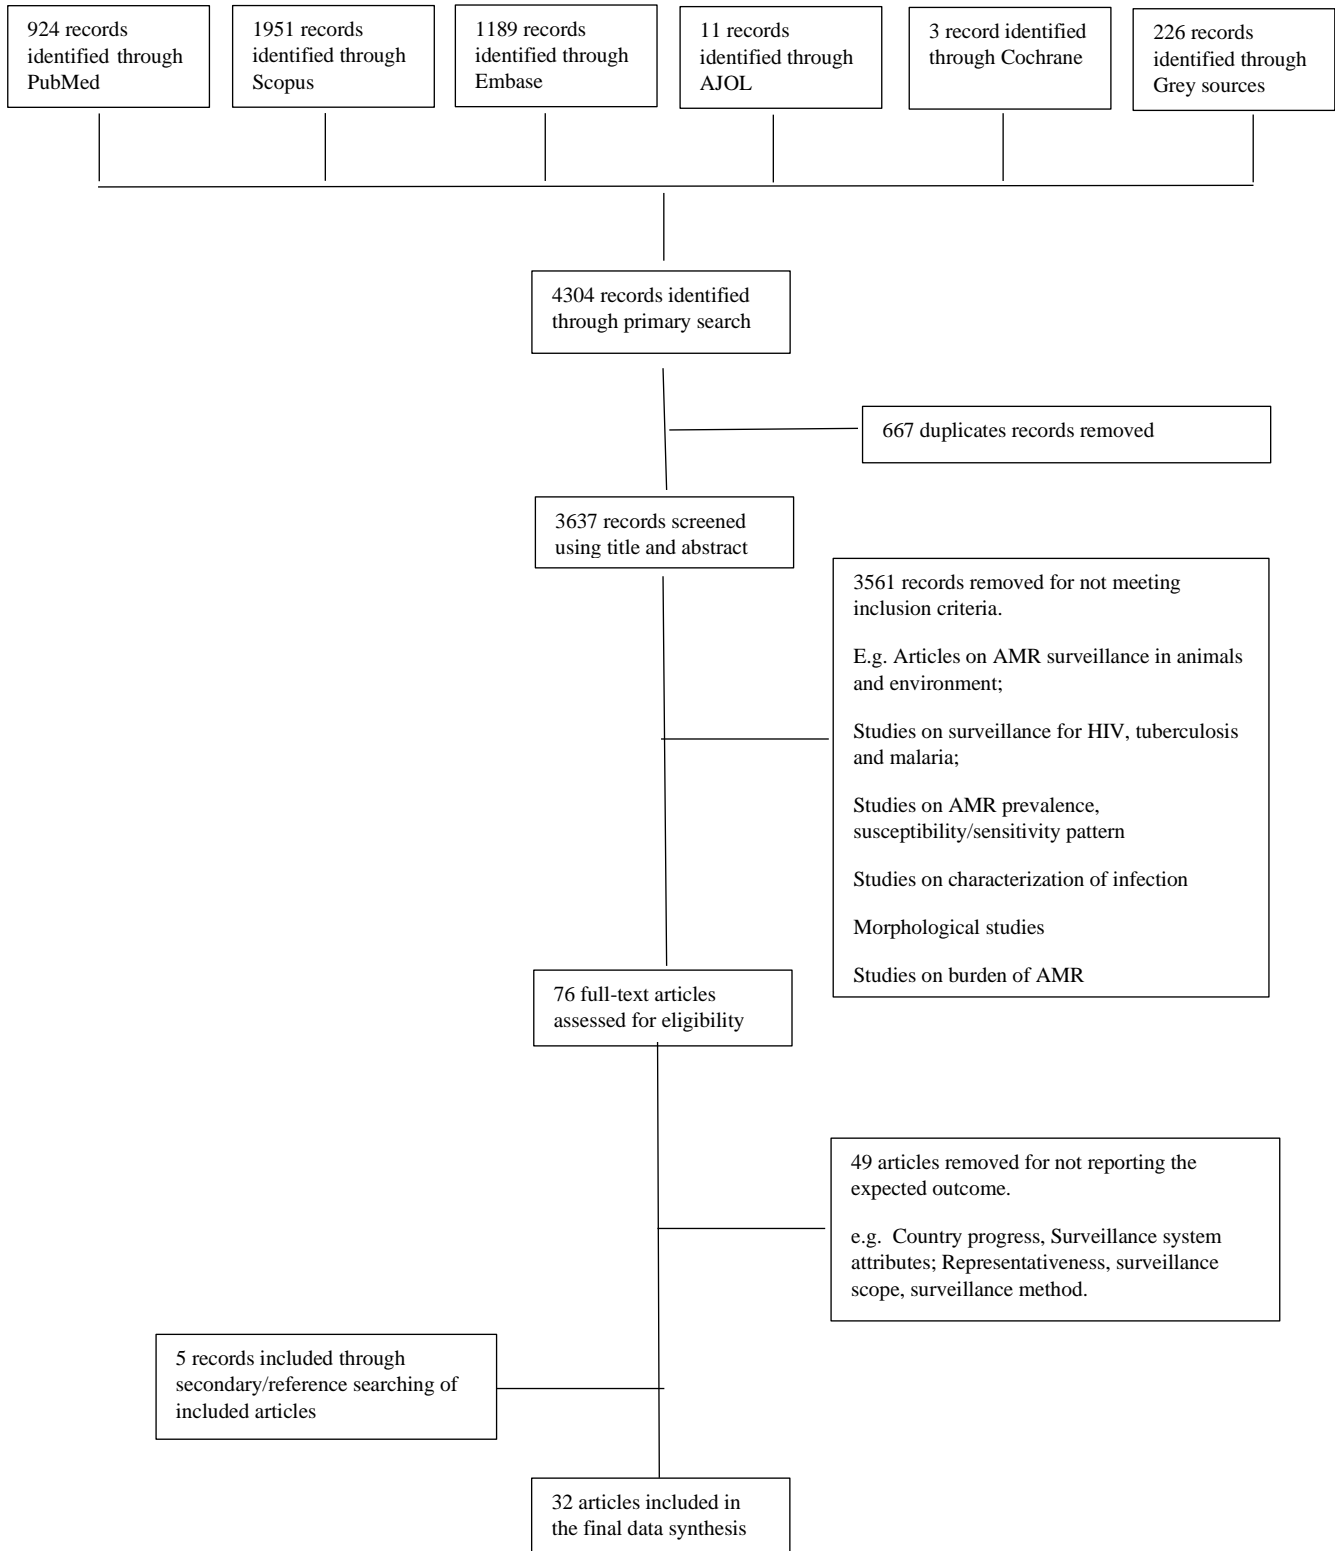 924 records
identified through
PubMed
1951 records
identified through
Scopus
1189 records
identified through
Embase
11 records
identified through
AJOL
3 record identified
through Cochrane
226 records
identified through
Grey sources
4304 records identified
through primary search
667 duplicates records removed
3637 records screened
using title and abstract
3561 records removed for not meeting
inclusion criteria.
E.g. Articles on AMR surveillance in animals
and environment;
Studies on surveillance for HIV, tuberculosis
and malaria;
Studies on AMR prevalence,
susceptibility/sensitivity pattern
Studies on characterization of infection
Morphological studies
Studies on burden of AMR
76 full-text articles
assessed for eligibility
49 articles removed for not reporting the
expected outcome.
e.g. Country progress, Surveillance system
attributes; Representativeness, surveillance
scope, surveillance method.
5 records included through
secondary/reference searching of
included articles
32 articles included in
the final data synthesis